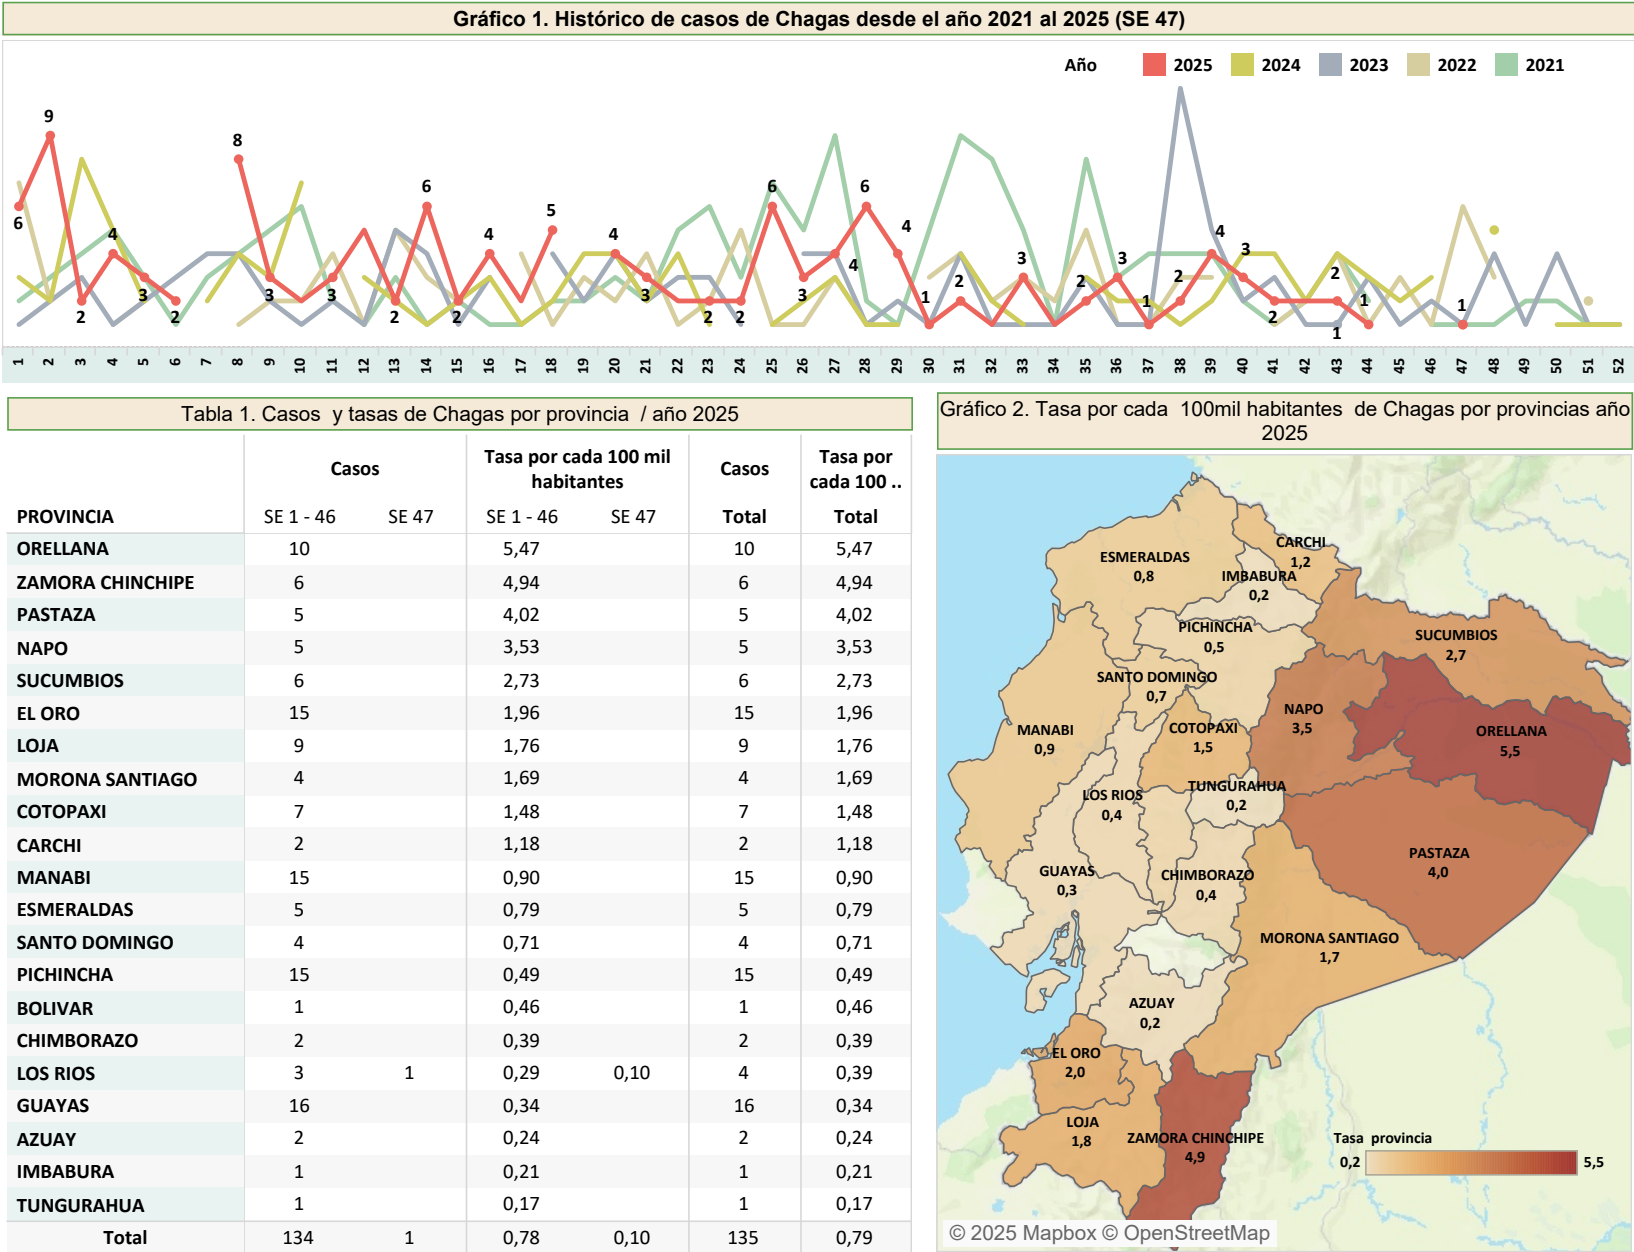 Gráfico 1. Histórico de casos de Chagas desde el año 2021 al 2025 (SE 47)
Año 2025 2024 2023 2022 2021
9
8
6 6 6
6 5
4 4 4 4 4
4 3 3 3
3 3 3 3 2 2 2 2
2 2 2 2 2 2 1 1 2 1 1
1
1 2 3 4 5 6 7 8 9 10 11 12 13 14 15 16 17 18 19 20 21 22 23 24 25 26 27 28 29 30 31 32 33 34 35 36 37 38 39 40 41 42 43 44 45 46 47 48 49 50 51 52
Tabla 1. Casos y tasas de Chagas por provincia / año 2025
Casos Tasa por cada 100 mil habitantes Casos Tasa por cada 100 ..
PROVINCIA SE 1 - 46 SE 47 SE 1 - 46 SE 47 Total Total
ORELLANA 10 5,47 10 5,47
ZAMORA CHINCHIPE 6 4,94 6 4,94
PASTAZA 5 4,02 5 4,02
NAPO 5 3,53 5 3,53
SUCUMBIOS 6 2,73 6 2,73
EL ORO 15 1,96 15 1,96
LOJA 9 1,76 9 1,76
MORONA SANTIAGO 4 1,69 4 1,69
COTOPAXI 7 1,48 7 1,48
CARCHI 2 1,18 2 1,18
MANABI 15 0,90 15 0,90
ESMERALDAS 5 0,79 5 0,79
SANTO DOMINGO 4 0,71 4 0,71
PICHINCHA 15 0,49 15 0,49
BOLIVAR 1 0,46 1 0,46
CHIMBORAZO 2 0,39 2 0,39
LOS RIOS 3 1 0,29 0,10 4 0,39
GUAYAS 16 0,34 16 0,34
AZUAY 2 0,24 2 0,24
IMBABURA 1 0,21 1 0,21
TUNGURAHUA 1 0,17 1 0,17
Total 134 1 0,78 0,10 135 0,79
Gráfico 2. Tasa por cada 100mil habitantes de Chagas por provincias año
2025
CARCHI
1,2
ESMERALDAS
0,8
IMBABURA
0,2
PICHINCHA
0,5
SUCUMBIOS
2,7
SANTO DOMINGO
0,7
NAPO
3,5
MANABI
0,9
COTOPAXI
1,5
ORELLANA
5,5
TUNGURAHUA
0,2
LOS RIOS
0,4
PASTAZA
4,0
GUAYAS
0,3
CHIMBORAZO
0,4
MORONA SANTIAGO
1,7
AZUAY
0,2
EL ORO
2,0
LOJA
1,8
ZAMORA CHINCHIPE
4,9
Tasa provincia
0,2 5,5
© 2025 Mapbox © OpenStreetMap